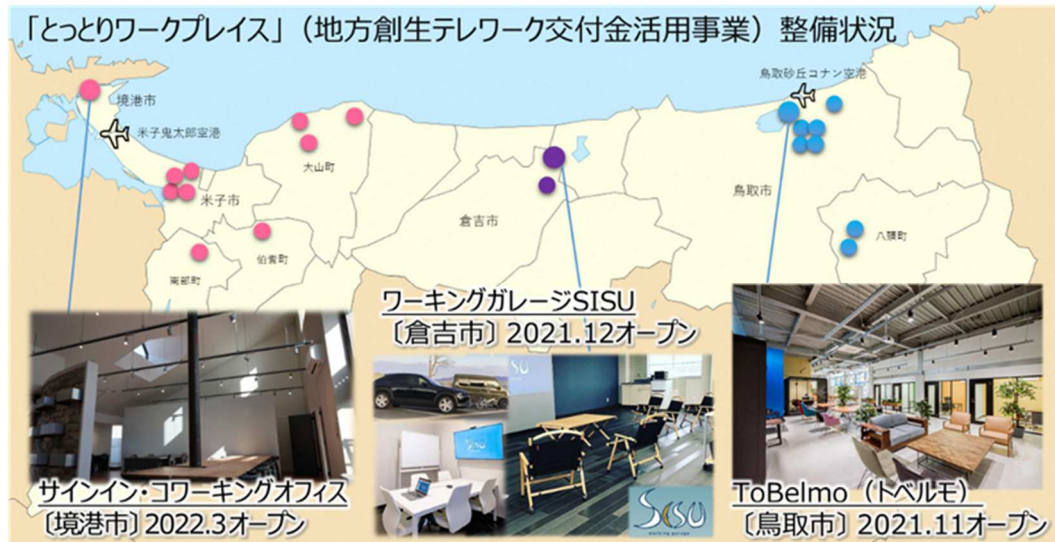 「とっとりワークプレイス」（地方創生テレワーク交付金活用事業）整備状況
鳥取砂丘コナン空港
境港市
米子鬼太郎空港
大山町
米子市
倉吉市
鳥取市
八頭町
伯耆町
南部町
ワーキングガレージSISU
〔倉吉市〕2021.12オープン
SISU
SISU
SISU
working garage
サインイン・コワーキングオフィス
〔境港市〕2022.3オープン
ToBelmo（トベルモ）
〔鳥取市〕2021.11オープン